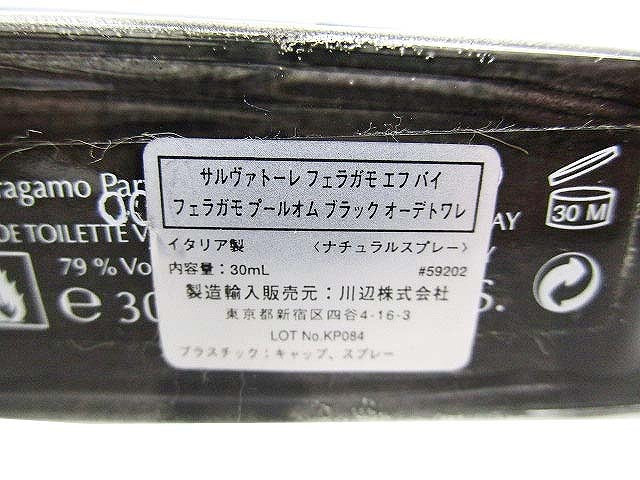 サルヴァトーレ フェラガモ エフ バイ
フェラガモ プールオム ブラック オーデトワレ
イタリア製 〈ナチュラルスプレー〉
内容量：30mL #59202
製造輸入販売元：川辺株式会社
東京都新宿区四谷4-16-3
LOT No.KP084
プラスチック：キャップ、スプレー
ragamo Par
DE TOILETTE V
AY
79 % Vo
℮ 30
S.
30 M